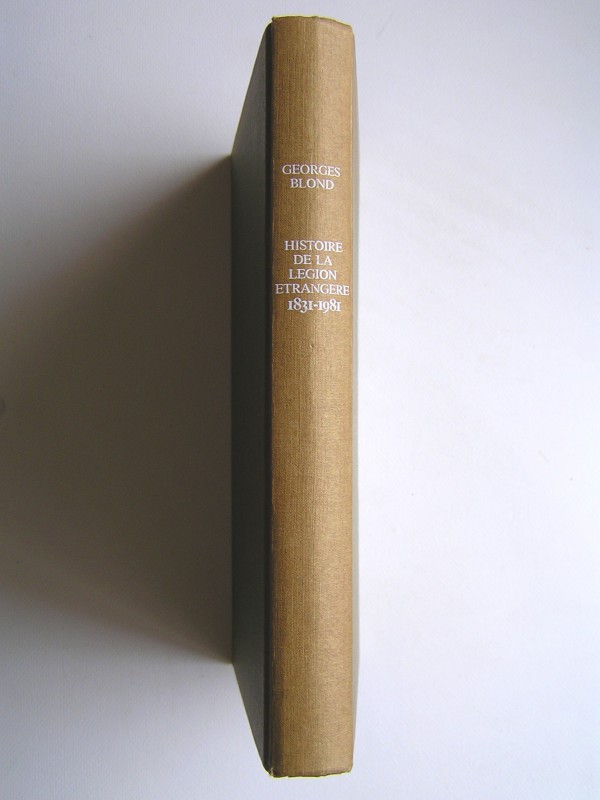 GEORGES
BLOND
HISTOIRE
DE LA
LEGION
ETRANGERE
1831-1981